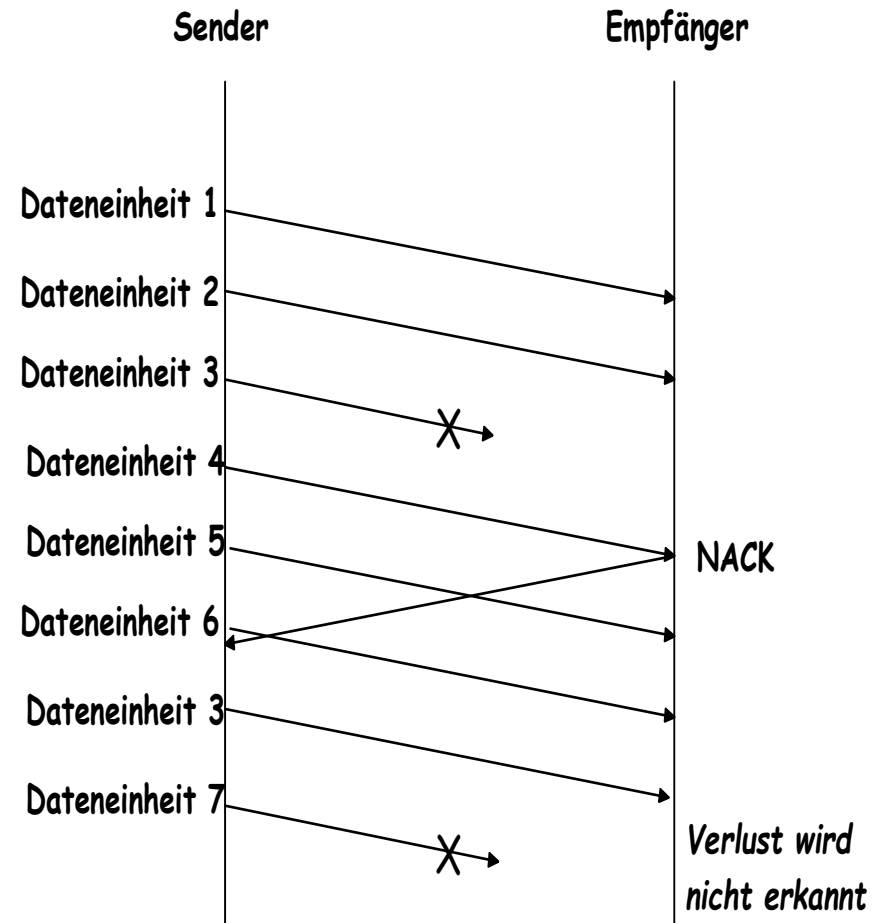 Sender
Empfänger
Dateneinheit 1
Dateneinheit 2
Dateneinheit 3
Dateneinheit 4
Dateneinheit 5
NACK
Dateneinheit 6
Dateneinheit 3
Dateneinheit 7
Verlust wird
nicht erkannt